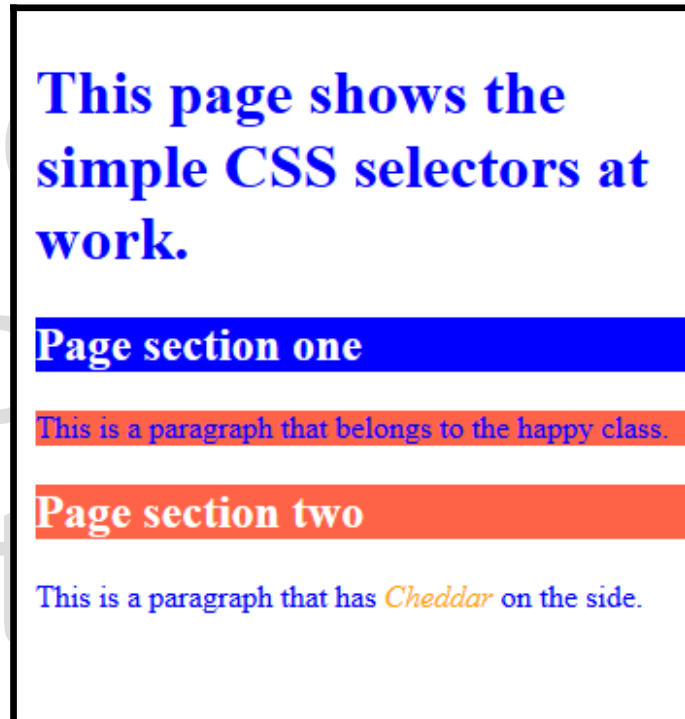 This page shows the
simple CSS selectors at
work.
Page section one
This is a paragraph that belongs to the happy class.
Page section two
This is a paragraph that has Cheddar on the side.